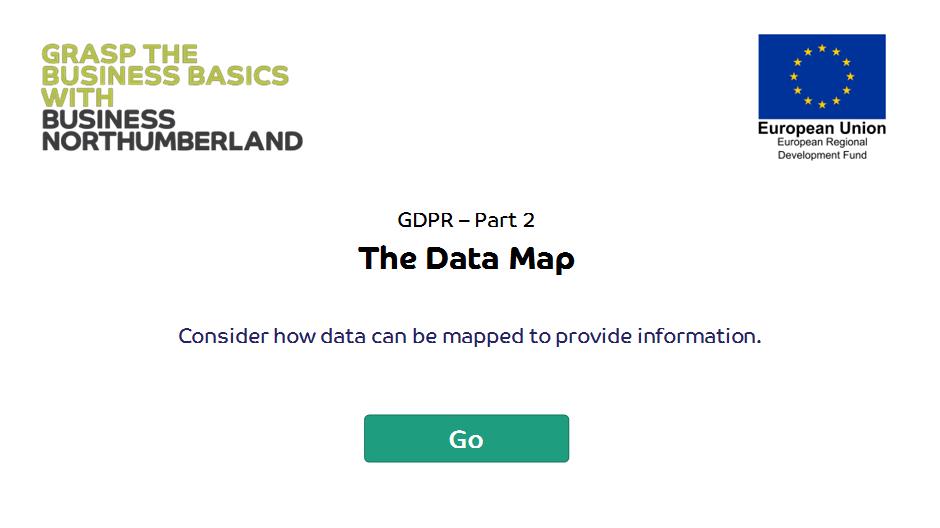 GRASP THE
BUSINESS BASICS
WITH
BUSINESS
NORTHUMBERLAND
European Union
European Regional
Development Fund
GDPR – Part 2
The Data Map
Consider how data can be mapped to provide information.
Go